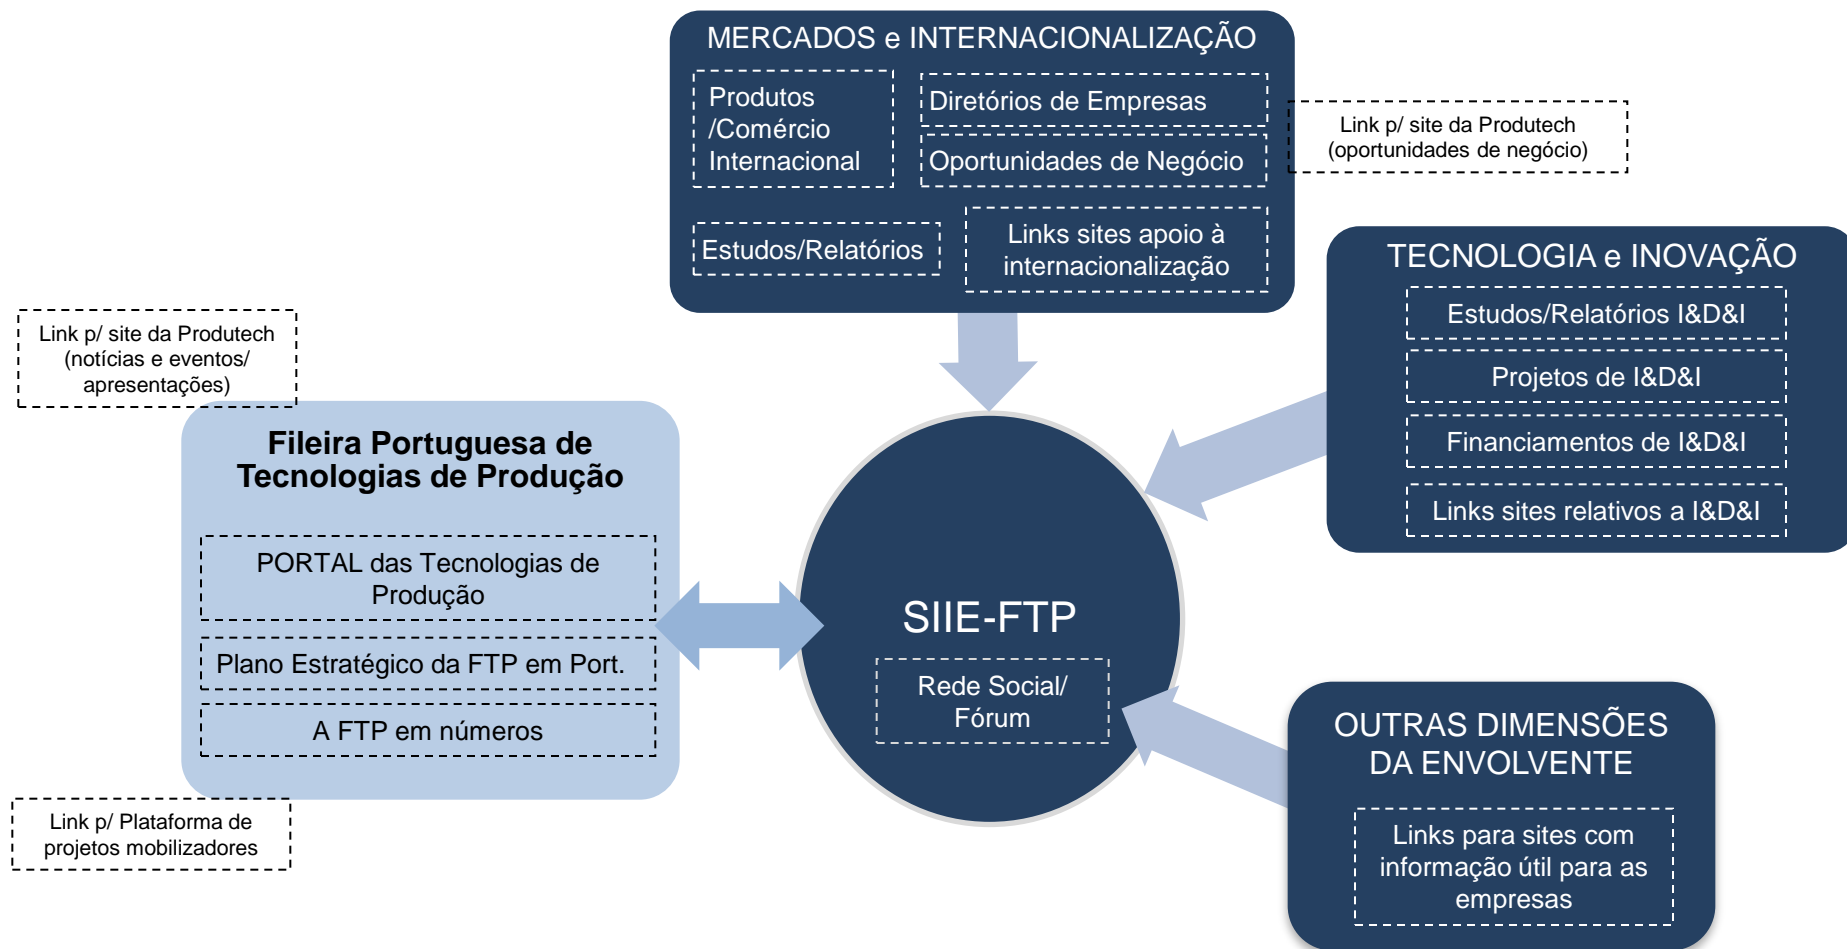 MERCADOS e INTERNACIONALIZAÇÃO
Produtos
/Comércio
Internacional
Diretórios de Empresas
Oportunidades de Negócio
Estudos/Relatórios
Links sites apoio à
internacionalização
Link p/ site da Produtech
(oportunidades de negócio)
TECNOLOGIA e INOVAÇÃO
Estudos/Relatórios I&D&I
Projetos de I&D&I
Financiamentos de I&D&I
Links sites relativos a I&D&I
Link p/ site da Produtech
(notícias e eventos/
apresentações)
Fileira Portuguesa de
Tecnologias de Produção
PORTAL das Tecnologias de
Produção
Plano Estratégico da FTP em Port.
A FTP em números
Link p/ Plataforma de
projetos mobilizadores
SIIE-FTP
Rede Social/
Fórum
OUTRAS DIMENSÕES
DA ENVOLVENTE
Links para sites com
informação útil para as
empresas